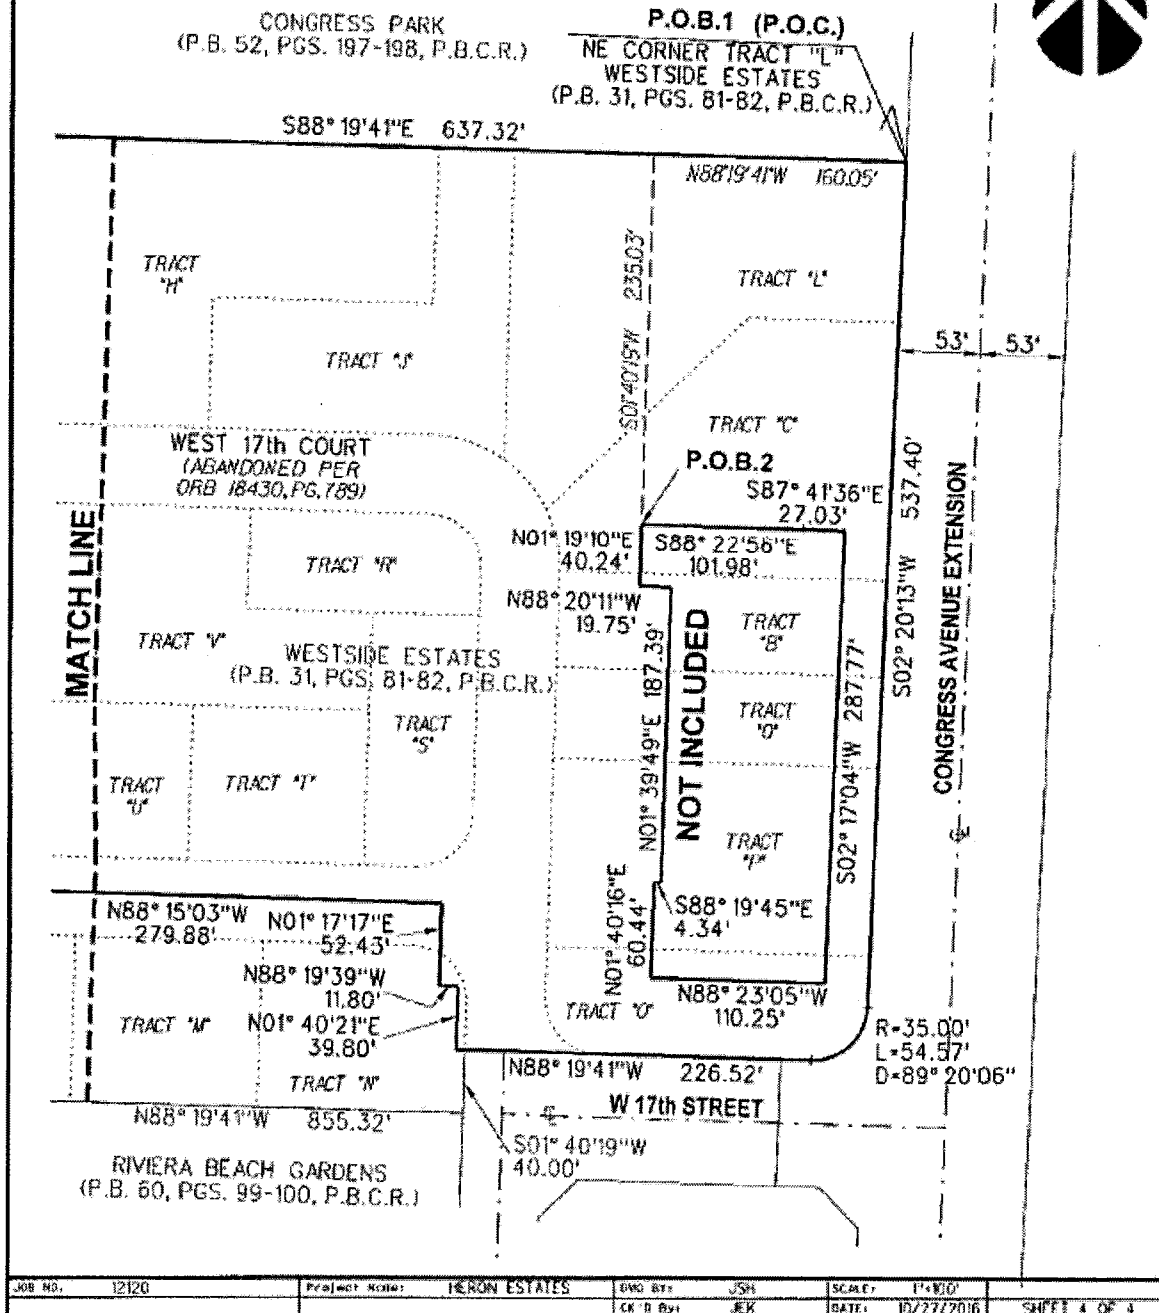 CONGRESS PARK
(P.B. 52, PGS. 197-198, P.B.C.R.)
P.O.B.1 (P.O.C.)
NE CORNER TRACT "L"
WESTSIDE ESTATES
(P.B. 31, PGS. 81-82, P.B.C.R.)
S88°19'41"E 637.32'
N88°19'41"W 160.05'
TRACT
"H"
S01°40'19"W 235.03'
TRACT "L"
TRACT "J"
53'
53'
TRACT "C"
WEST 17th COURT
(ABANDONED PER
ORB 18430, PG. 789)
P.O.B.2
S87°41'36"E
27.03'
S02°20'13"W 537.40'
CONGRESS AVENUE EXTENSION
MATCH LINE
N01°19'10"E
40.24'
S88°22'56"E
101.98'
TRACT "R"
N88°20'11"W
19.75'
TRACT
"B"
TRACT "V"
WESTSIDE ESTATES
(P.B. 31, PGS. 81-82, P.B.C.R.)
N01°39'49"E 187.39'
NOT INCLUDED
S02°17'04"W 287.77'
TRACT
"S"
TRACT
"Q"
TRACT
"U"
TRACT "T"
TRACT
"P"
N88°15'03"W
279.88'
N01°17'17"E
52.43'
N01°40'16"E
60.44'
S88°19'45"E
4.34'
N88°19'39"W
11.80'
N88°23'05"W
110.25'
TRACT "M"
N01°40'21"E
39.80'
TRACT "O"
R=35.00'
L=54.57'
D=89°20'06"
TRACT "N"
N88°19'41"W 226.52'
N88°19'41"W 855.32'
W 17th STREET
S01°40'19"W
40.00'
RIVIERA BEACH GARDENS
(P.B. 60, PGS. 99-100, P.B.C.R.)
JOB NO. 12120 Project Name: HERON ESTATES DWG BY: JSH SCALE: 1"=100'
CK'D By: JEK DATE: 10/27/2016 SHEET 4 OF 4